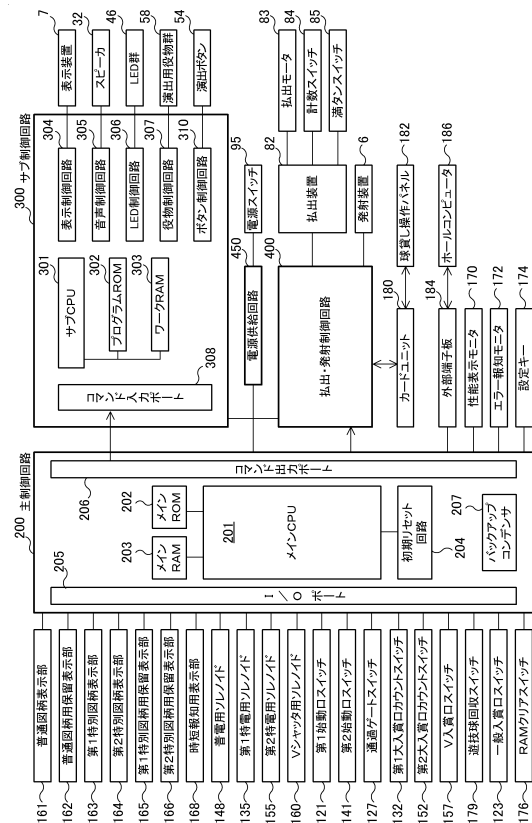 200 主制御回路
205
I/Oポート
206
コマンド出力ポート
203
メインRAM
202
メインROM
201
メインCPU
初期リセット回路
204
207
バックアップコンデンサ
161
普通図柄表示部
162
普通図柄用保留表示部
163
第1特別図柄表示部
164
第2特別図柄表示部
165
第1特別図柄用保留表示部
166
第2特別図柄用保留表示部
168
時短報知用表示部
148
普電用ソレノイド
135
第1特電用ソレノイド
155
第2特電用ソレノイド
160
Vシャッタ用ソレノイド
121
第1始動口スイッチ
141
第2始動口スイッチ
127
通過ゲートスイッチ
132
第1大入賞口カウントスイッチ
152
第2大入賞口カウントスイッチ
157
V入賞口スイッチ
179
遊技球回収スイッチ
123
一般入賞口スイッチ
176
RAMクリアスイッチ
300 サブ制御回路
301
サブCPU
302
プログラムROM
303
ワークRAM
308
コマンド入力ポート
304
表示制御回路
305
音声制御回路
306
LED制御回路
307
役物制御回路
310
ボタン制御回路
7
表示装置
32
スピーカ
46
LED群
58
演出用役物群
54
演出ボタン
450
電源供給回路
95
電源スイッチ
400
払出・発射制御回路
82
払出装置
83
払出モータ
84
計数スイッチ
85
満タンスイッチ
6
発射装置
180
カードユニット
182
球貸し操作パネル
184
外部端子板
186
ホールコンピュータ
170
性能表示モニタ
172
エラー報知モニタ
174
設定キー